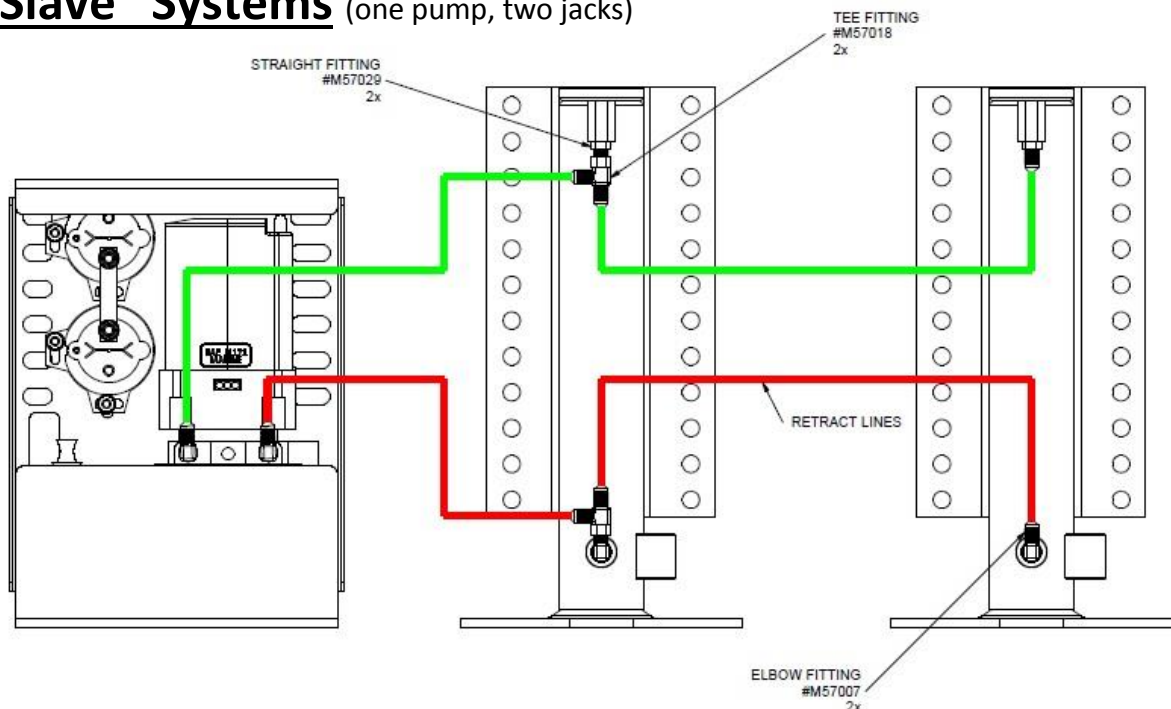 Slave Systems (one pump, two jacks)
TEE FITTING
#M57018
2x
STRAIGHT FITTING
#M57029
2x
RETRACT LINES
ELBOW FITTING
#M57007
2x